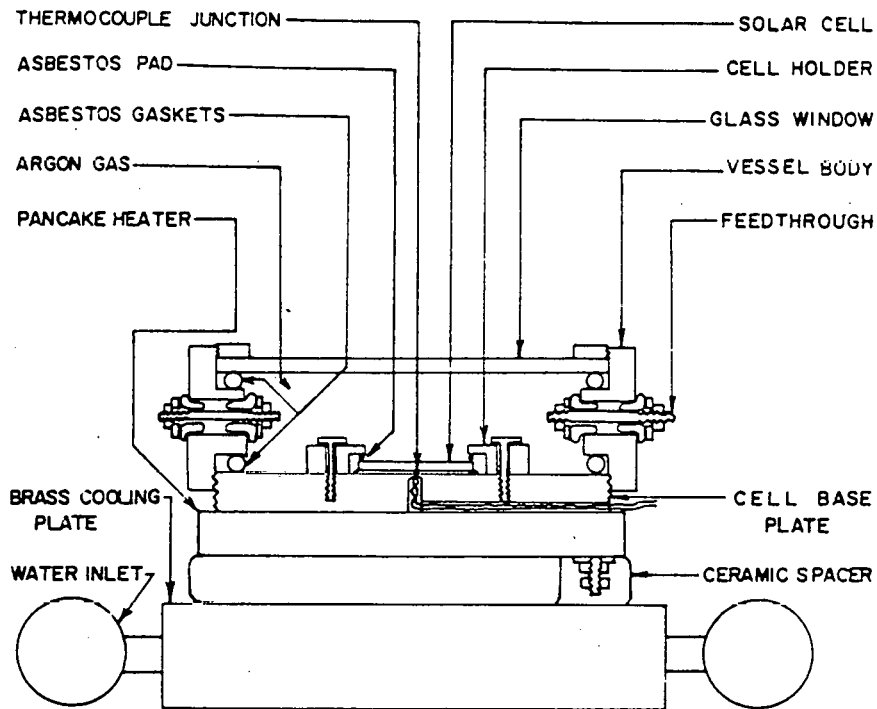 THERMOCOUPLE JUNCTION
ASBESTOS PAD
ASBESTOS GASKETS
ARGON GAS
PANCAKE HEATER
SOLAR CELL
CELL HOLDER
GLASS WINDOW
VESSEL BODY
FEEDTHROUGH
BRASS COOLING
PLATE
WATER INLET
CELL BASE
PLATE
CERAMIC SPACER